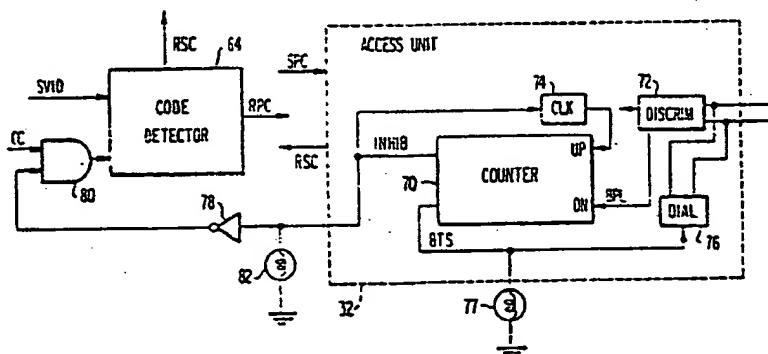 RSC
64
SVID
CODE
DETECTOR
RPC
CC
80
78
82
SPC
RSC
ACCESS UNIT
74
CLK
72
DISCRIM
INHIB
UP
70
COUNTER
DN
BPL
DIAL
BTS
76
32
77